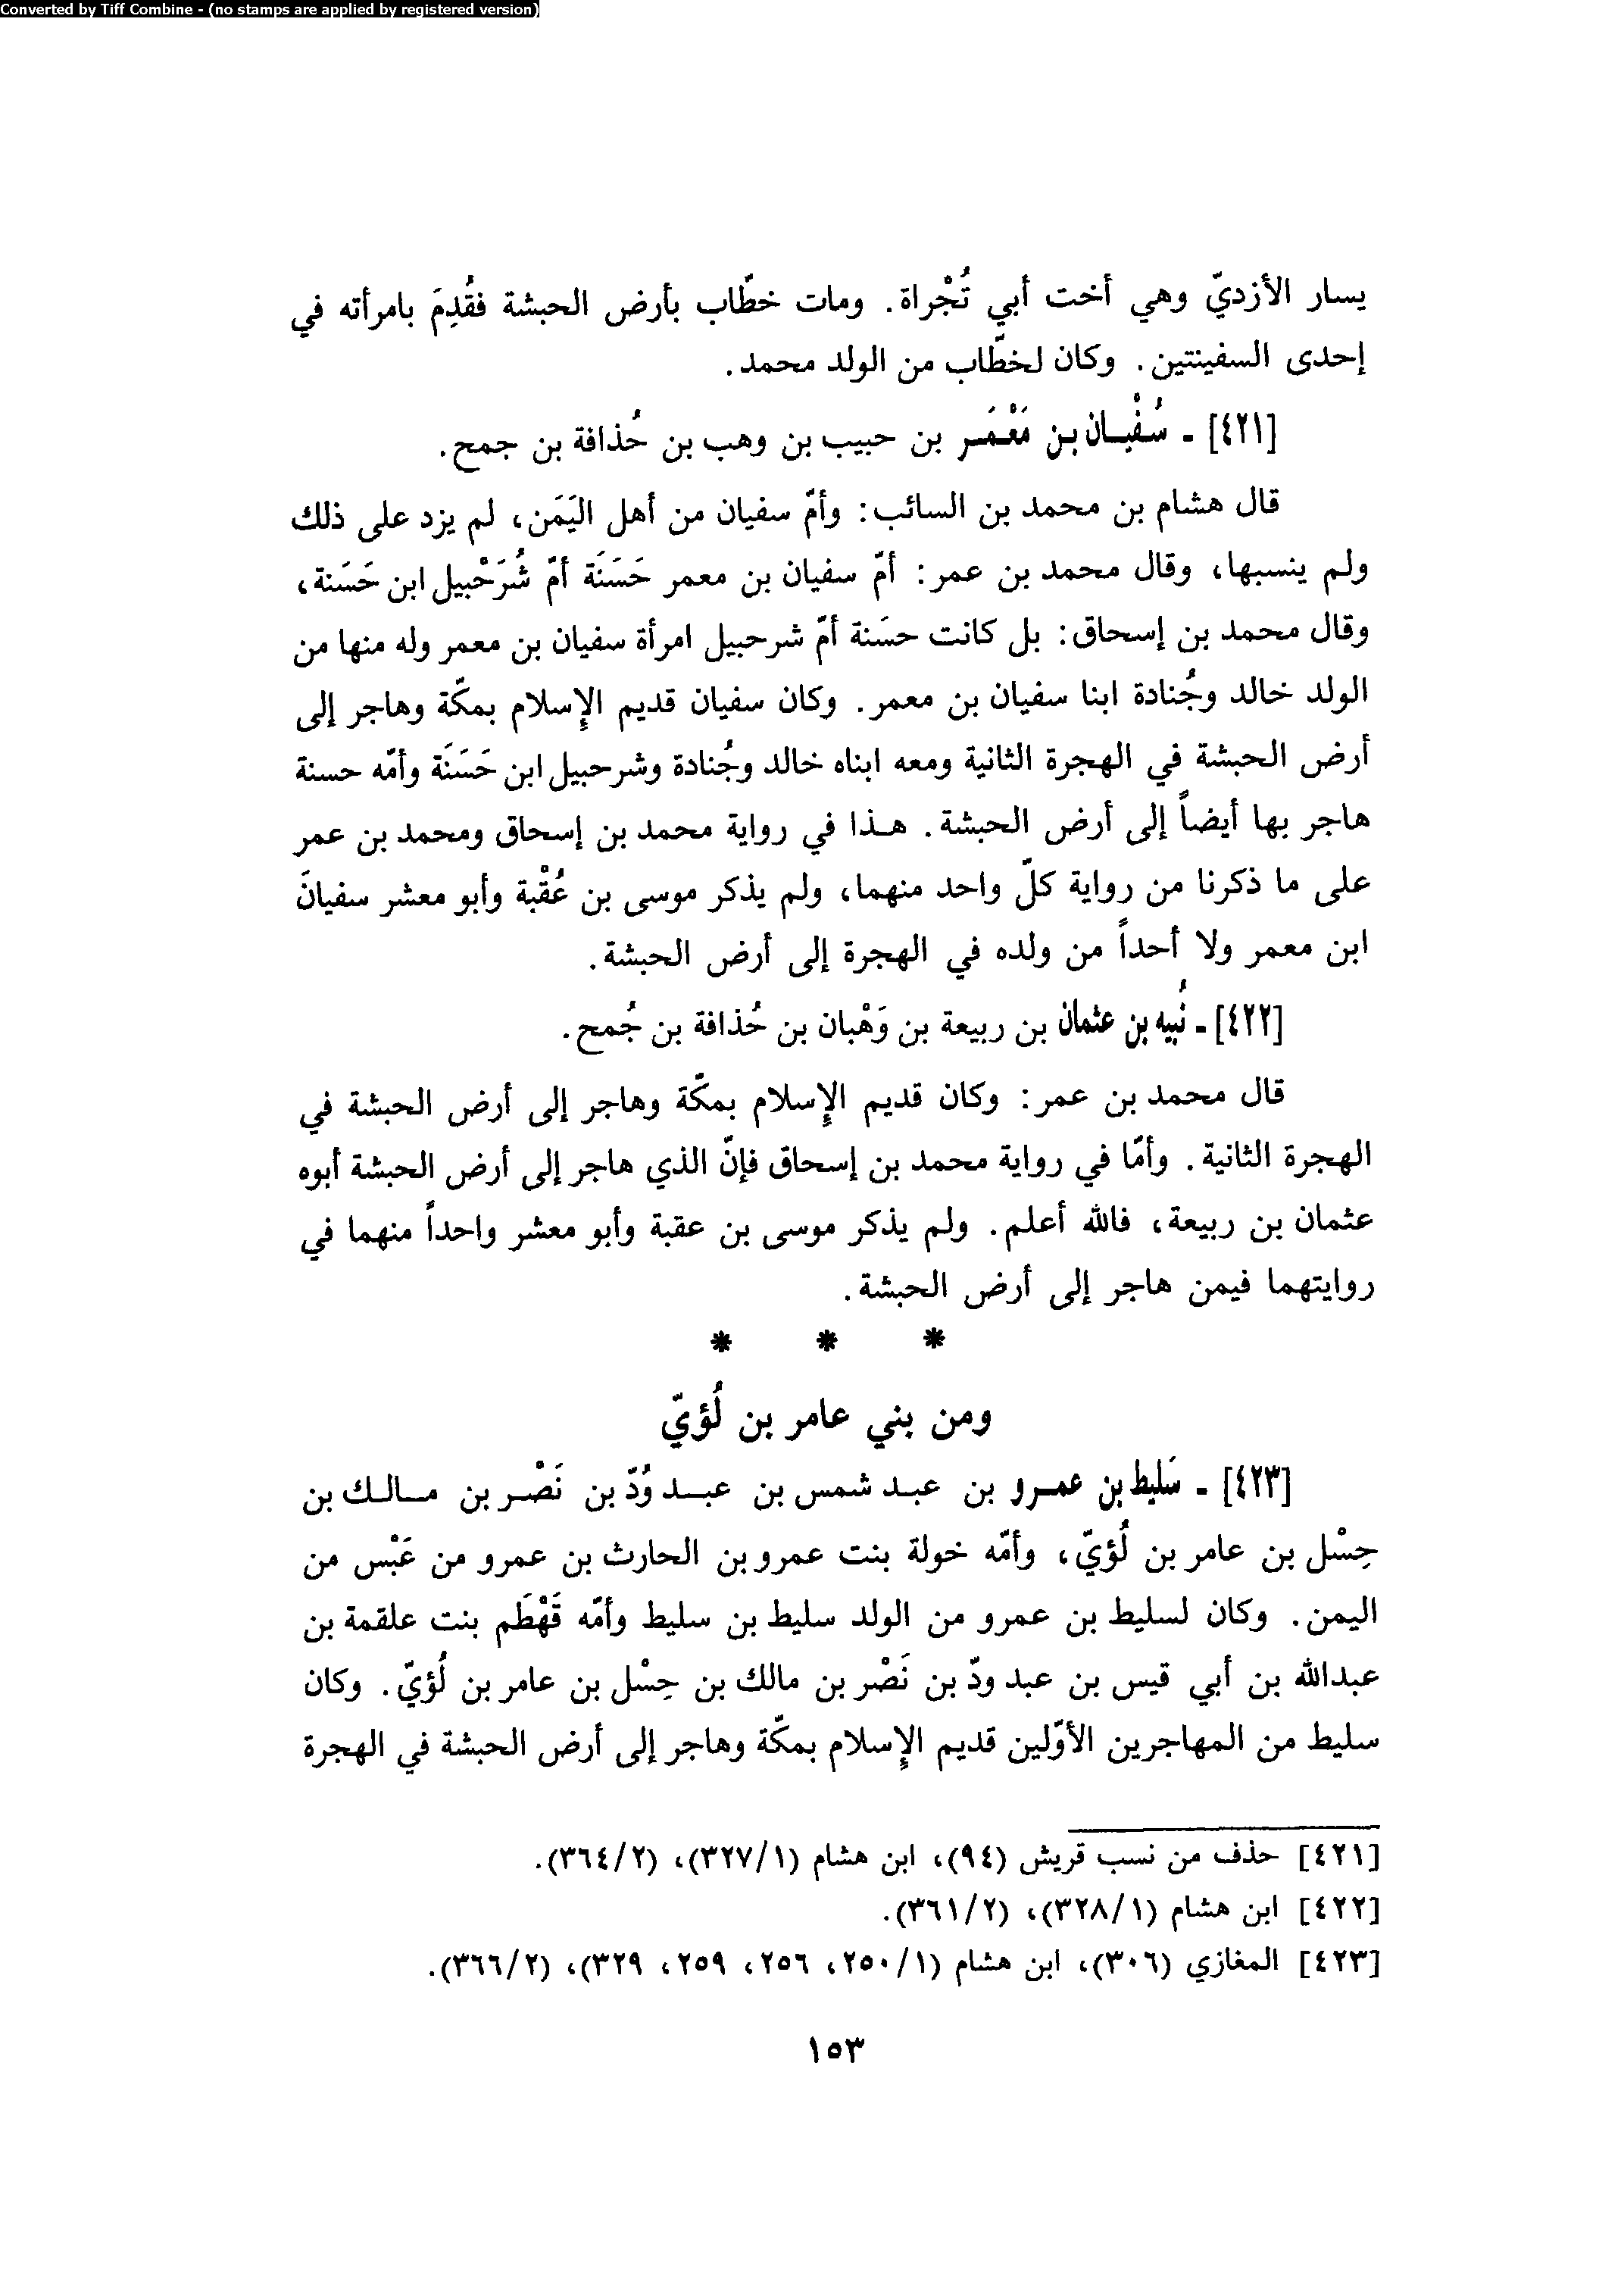 Converted by Tiff Combine - (no stamps are applied by registered version)
يسار الأزديّ وهي أخت أبي تُجْراة. ومات خطّاب بأرض الحبشة فقُدِمَ بامرأته في
إحدى السفينتين. وكان لخطّاب من الولد محمد.
[٤٢١] - سُفْيـان بن مَعْمَـر بن حبيب بن وهب بن حُذافة بن جمح.
قال هشام بن محمد بن السائب: وأمّ سفيان من أهل اليَمَن، لم يزد على ذلك
ولم ينسبها، وقال محمد بن عمر: أمّ سفيان بن معمر حَسَنَة أمّ شُرَحْبيل ابن حَسَنة،
وقال محمد بن إسحاق: بل كانت حسَنة أمّ شرحبيل امرأة سفيان بن معمر وله منها من
الولد خالد وجُنادة ابنا سفيان بن معمر. وكان سفيان قديم الإسلام بمكّة وهاجر إلى
أرض الحبشة في الهجرة الثانية ومعه ابناه خالد وجُنادة وشرحبيل ابن حَسَنَة وأمّه حسنة
هاجر بها أيضاً إلى أرض الحبشة. هـذا في رواية محمد بن إسحاق ومحمد بن عمر
على ما ذكرنا من رواية كلّ واحد منهما، ولم يذكر موسى بن عُقْبة وأبو معشر سفيانَ
ابن معمر ولا أحداً من ولده في الهجرة إلى أرض الحبشة.
[٤٢٢] - نُبيه بن عثمان بن ربيعة بن وَهْبان بن حُذافة بن جُمح.
قال محمد بن عمر: وكان قديم الإسلام بمكّة وهاجر إلى أرض الحبشة في
الهجرة الثانية. وأمّا في رواية محمد بن إسحاق فإنّ الذي هاجر إلى أرض الحبشة أبوه
عثمان بن ربيعة، فالله أعلم. ولم يذكر موسى بن عقبة وأبو معشر واحداً منهما في
روايتهما فيمن هاجر إلى أرض الحبشة.
* * *
ومن بني عامر بن لُؤيّ
[٤٢٣] - سَليط بن عمـرو بن عبـد شمس بن عبـــد وُدّ بن نَصْـر بن مـالـك بن
حِسْل بن عامر بن لُؤيّ، وأمّه خولة بنت عمرو بن الحارث بن عمرو من عَبْس من
اليمن. وكان لسليط بن عمرو من الولد سليط بن سليط وأمّه قَهْطَم بنت علقمة بن
عبدالله بن أبي قيس بن عبد ودّ بن نَصْر بن مالك بن حِسْل بن عامر بن لُؤيّ. وكان
سليط من المهاجرين الأوّلين قديم الإسلام بمكّة وهاجر إلى أرض الحبشة في الهجرة
[٤٢١] حذف من نسب قريش (٩٤)، ابن هشام (٣٢٧/١)، (٣٦٤/٢).
[٤٢٢] ابن هشام (٣٢٨/١)، (٣٦١/٢).
[٤٢٣] المغازي (٣٠٦)، ابن هشام (٢٥٠/١، ٢٥٦، ٢٥٩، ٣٢٩)، (٣٦٦/٢).
١٥٣